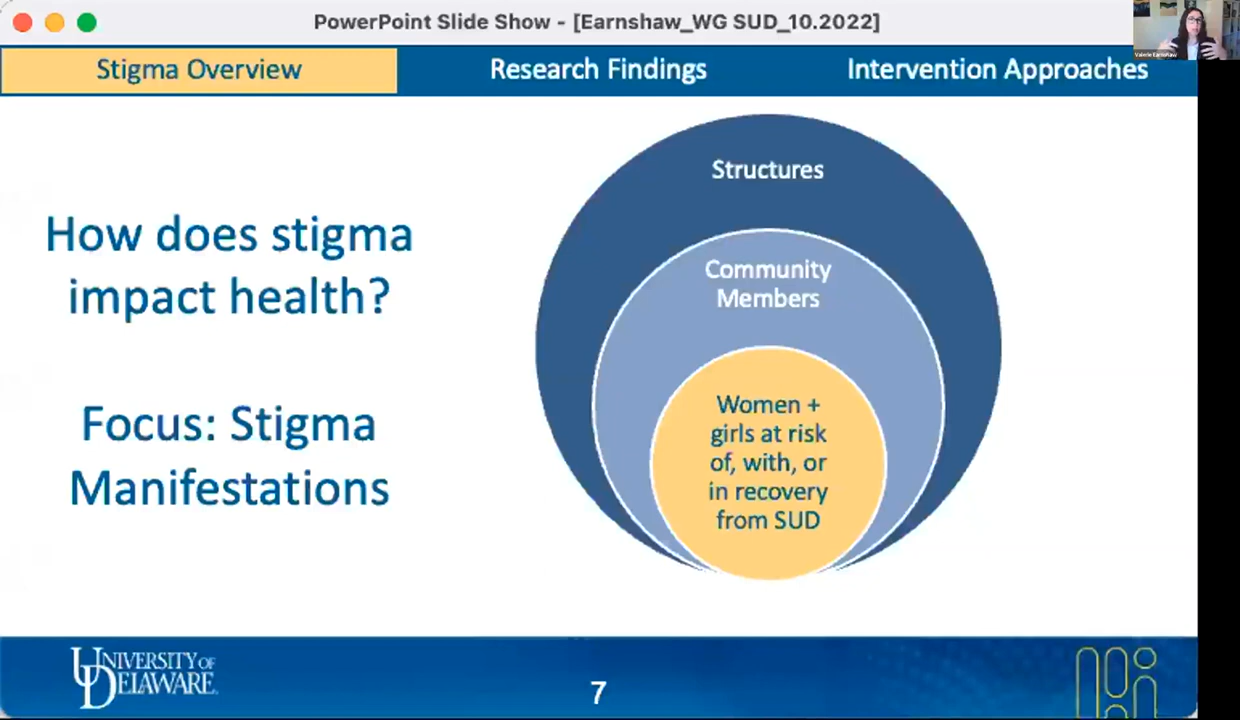 PowerPoint Slide Show - [Earnshaw_WG SUD_10.2022]
Valerie Earnshaw
Stigma Overview
Research Findings
Intervention Approaches
How does stigma
impact health?
Focus: Stigma
Manifestations
Structures
Community
Members
Women +
girls at risk
of, with, or
in recovery
from SUD
UNIVERSITY OF
DELAWARE.
7